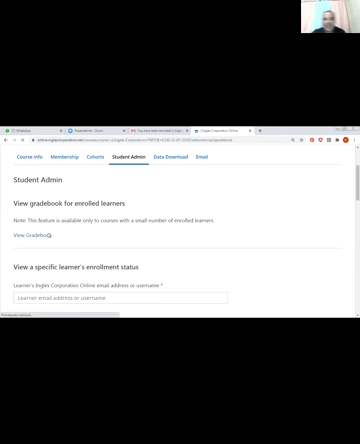 WhatsApp
Course Info Membership Cohorts Student Admin Data Download Email
Student Admin
View gradebook for enrolled learners
Note: This feature is available only to courses with a small number of enrolled learners.
View Gradebook
View a specific learner's enrollment status
Learner's Inglés Corporativo Online email address or username *
Learner email address or username